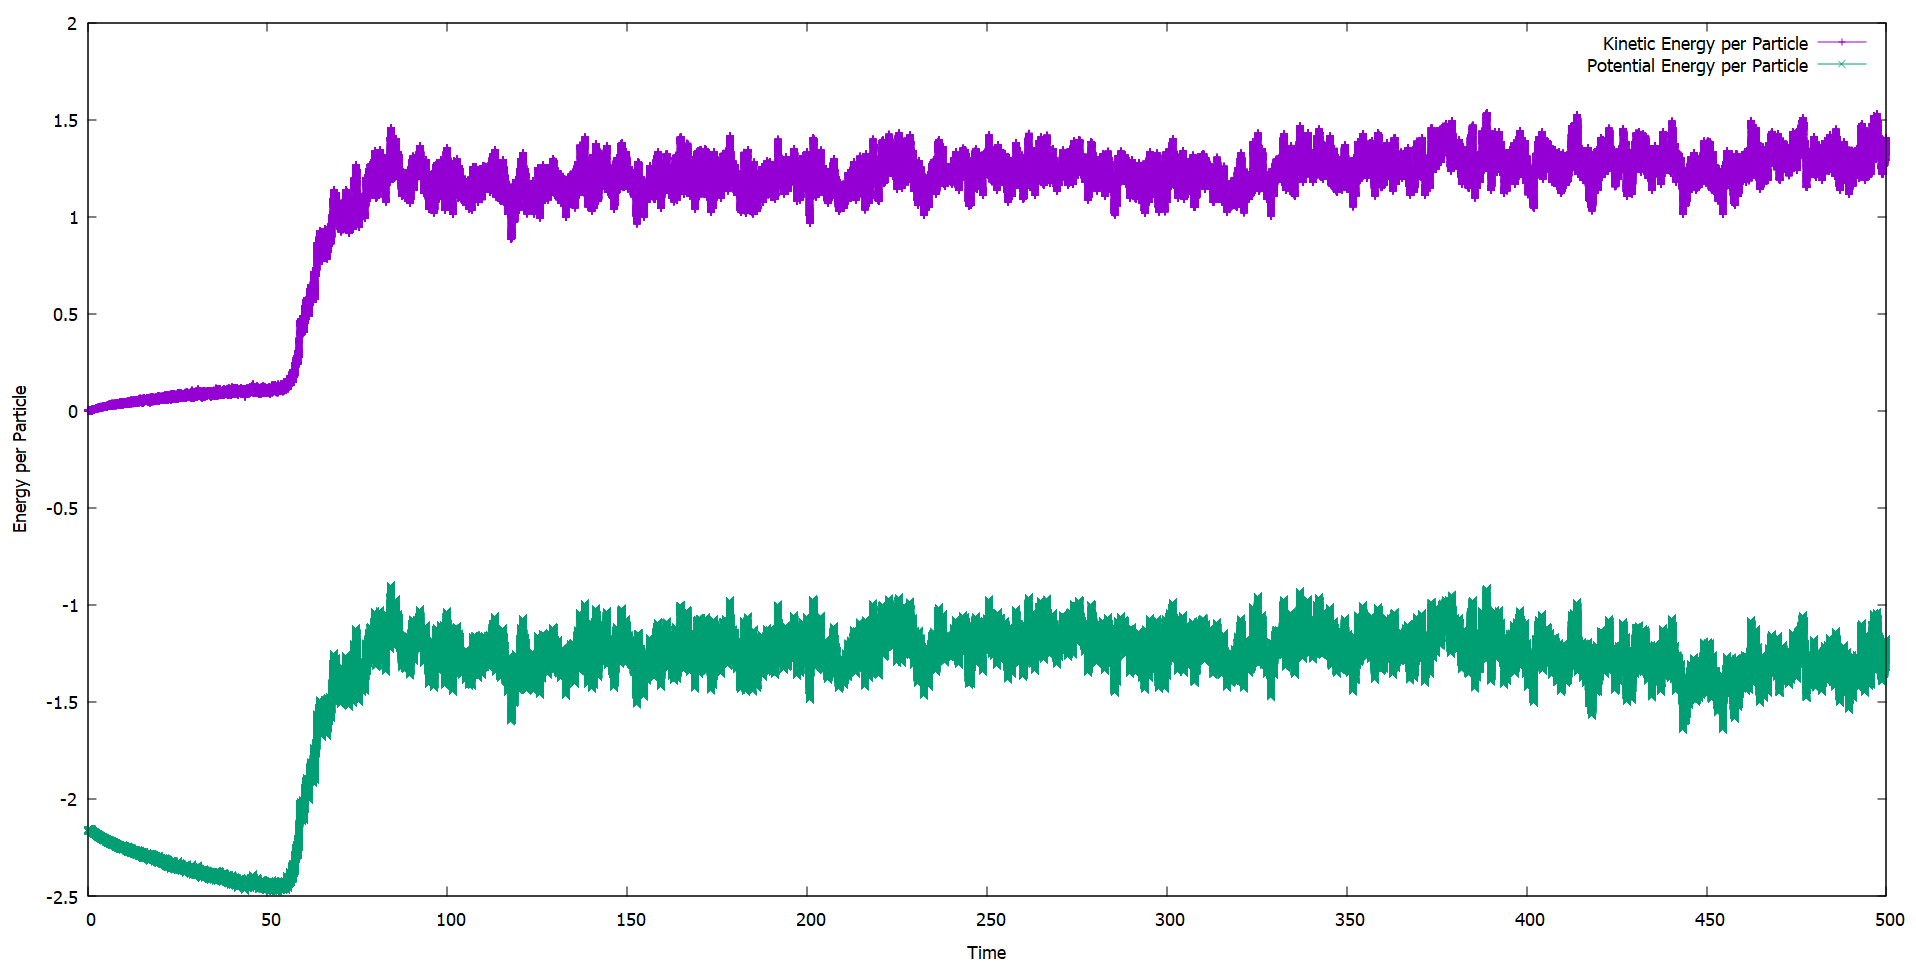 Kinetic Energy per Particle
Potential Energy per Particle
2
1.5
1
0.5
0
-0.5
-1
-1.5
-2
-2.5
Energy per Particle
0 50 100 150 200 250 300 350 400 450 500
Time